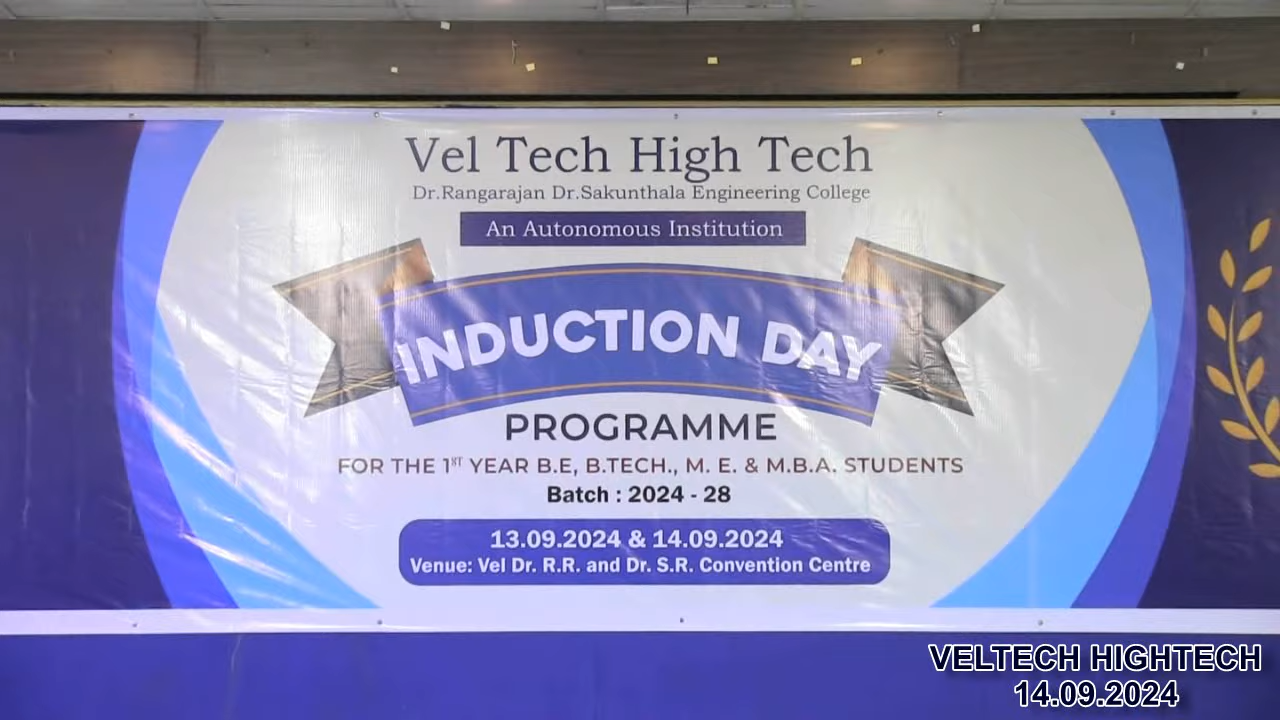 Vel Tech High Tech
Dr.Rangarajan Dr.Sakunthala Engineering College
An Autonomous Institution
INDUCTION DAY
PROGRAMME
FOR THE 1ST YEAR B.E, B.TECH., M. E. & M.B.A. STUDENTS
Batch : 2024 - 28
13.09.2024 & 14.09.2024
Venue: Vel Dr. R.R. and Dr. S.R. Convention Centre
VELTECH HIGHTECH
14.09.2024